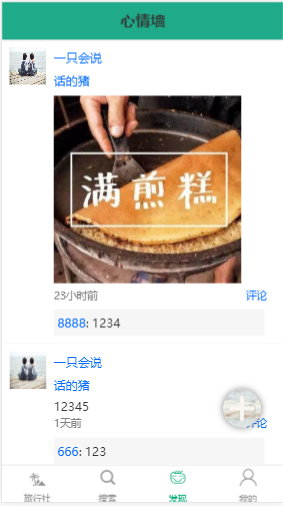 心情墙
一只会说
话的猪
满煎糕
23小时前
评论
8888: 1234
一只会说
话的猪
12345
1天前
评论
666: 123
旅行社
搜索
发现
我的